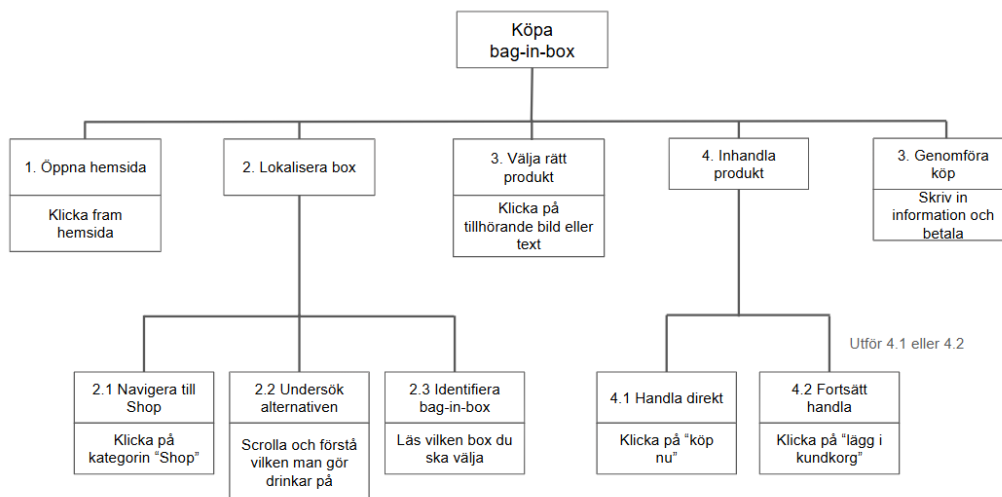 Köpa
bag-in-box
1. Öppna hemsida
Klicka fram
hemsida
2. Lokalisera box
3. Välja rätt
produkt
Klicka på
tillhörande bild eller
text
4. Inhandla
produkt
3. Genomföra
köp
Skriv in
information och
betala
Utför 4.1 eller 4.2
2.1 Navigera till
Shop
Klicka på
kategorin “Shop”
2.2 Undersök
alternativen
Scrolla och förstå
vilken man gör
drinkar på
2.3 Identifiera
bag-in-box
Läs vilken box du
ska välja
4.1 Handla direkt
Klicka på “köp
nu”
4.2 Fortsätt
handla
Klicka på “lägg i
kundkorg”